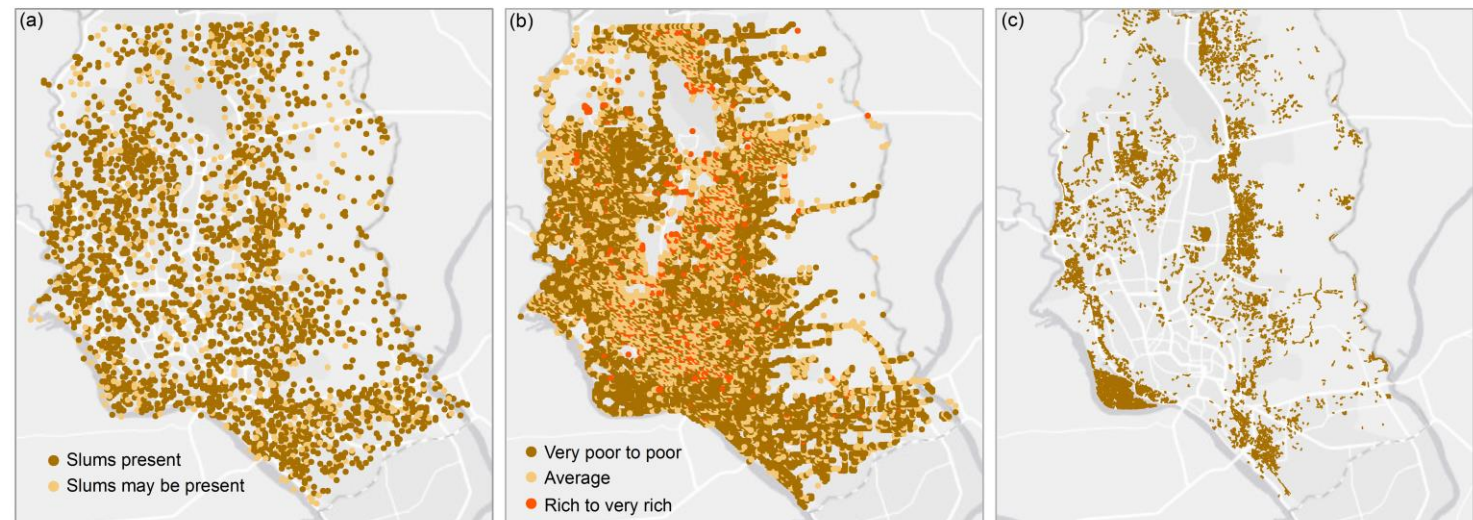 (a)
Slums present
Slums may be present
(b)
Very poor to poor
Average
Rich to very rich
(c)